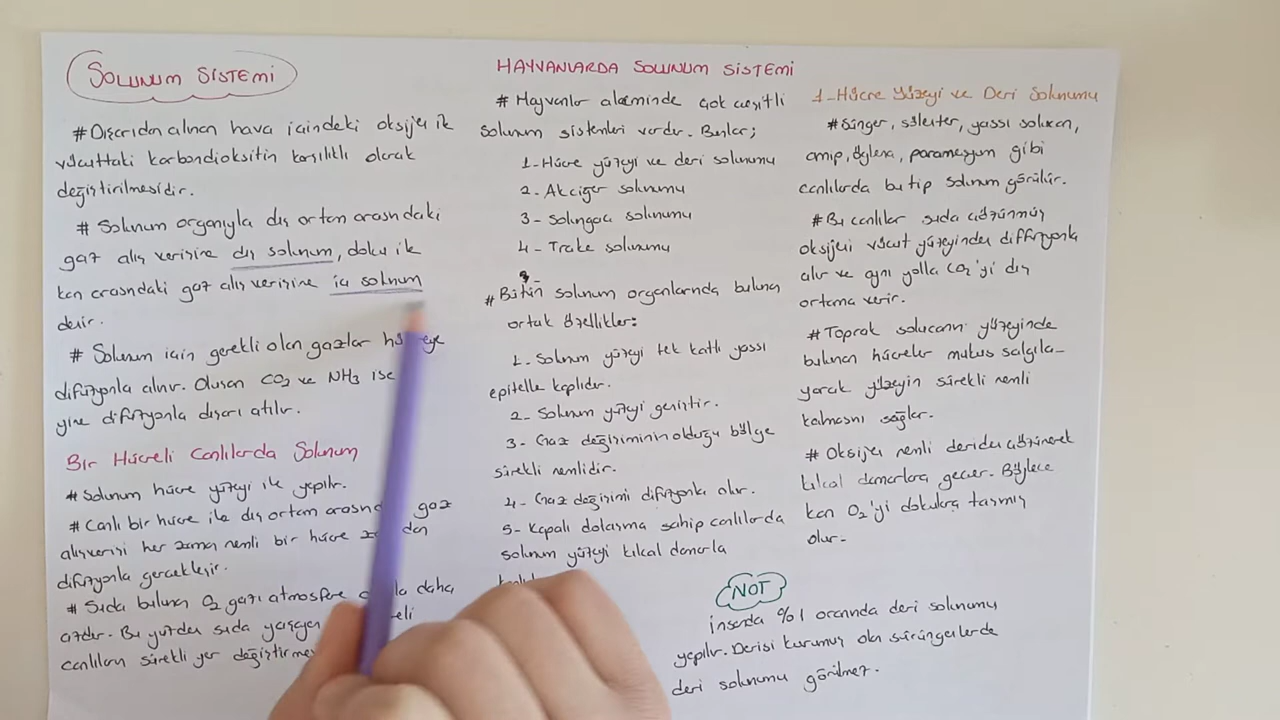 SOLUNUM SİSTEMİ
# Dışarıdan alınan hava içindeki oksijen ile
vücuttaki karbondioksitin karşılıklı olarak
değiştirilmesidir.
# Solunum organıyla dış ortam arasındaki
gaz alış verişine dış solunum, doku ile
kan arasındaki gaz alış verişine iç solunum
denir.
# Solunum için gerekli olan gazlar
difüzyonla alınır. Oluşan CO₂ ve NH₃ ise
yine difüzyonla dışarı atılır.
Bir Hücreli Canlılarda Solunum
# Solunum hücre yüzeyi ile yapılır.
# Canlı bir hücre ile dış ortam arasında gaz
alışverişi her zaman nemli bir hücre
difüzyonla gerçekleşir.
# Suda bulunan O₂ gazı atmosfere daha
azdır. Bu yüzden suda yaşayan
canlıların sürekli yer değiştirme
HAYVANLARDA SOLUNUM SİSTEMİ
# Hayvanlar aleminde çok çeşitli
solunum sistemleri vardır. Bunlar;
1- Hücre yüzeyi ve deri solunumu
2- Akciğer solunumu
3- Solungaç solunumu
4- Trake solunumu
# Bütün solunum organlarında bulunan
ortak özellikler:
1- Solunum yüzeyi tek katlı yassı
epitelle kaplıdır.
2- Solunum yüzeyi geniştir.
3- Gaz değişiminin olduğu bölge
sürekli nemlidir.
4- Gaz değişimi difüzyonla olur.
5- Kapalı dolaşıma sahip canlılarda
solunum yüzeyi kılcal damarla
1- Hücre Yüzeyi ve Deri Solunumu
# Sünger, sölenter, yassı solucan,
amip, öglena, paramesyum gibi
canlılarda bu tip solunum görülür.
# Bu canlılar suda çözünmüş
oksijeni vücut yüzeyinden diffüzyonla
alır ve aynı yolla CO₂'yi dış
ortama verir.
# Toprak solucanı yüzeyinde
bulunan hücreler mukus salgıla-
yarak yüzeyin sürekli nemli
kalmasını sağlar.
# Oksijen nemli deriden çözünerek
kılcal damarlara geçer. Böylece
kan O₂'yi dokulara taşımış
olur.
NOT
İnsanda %1 oranında deri solunumu
yapılır. Derisi kurumuş olan sürüngenlerde
deri solunumu görülmez.